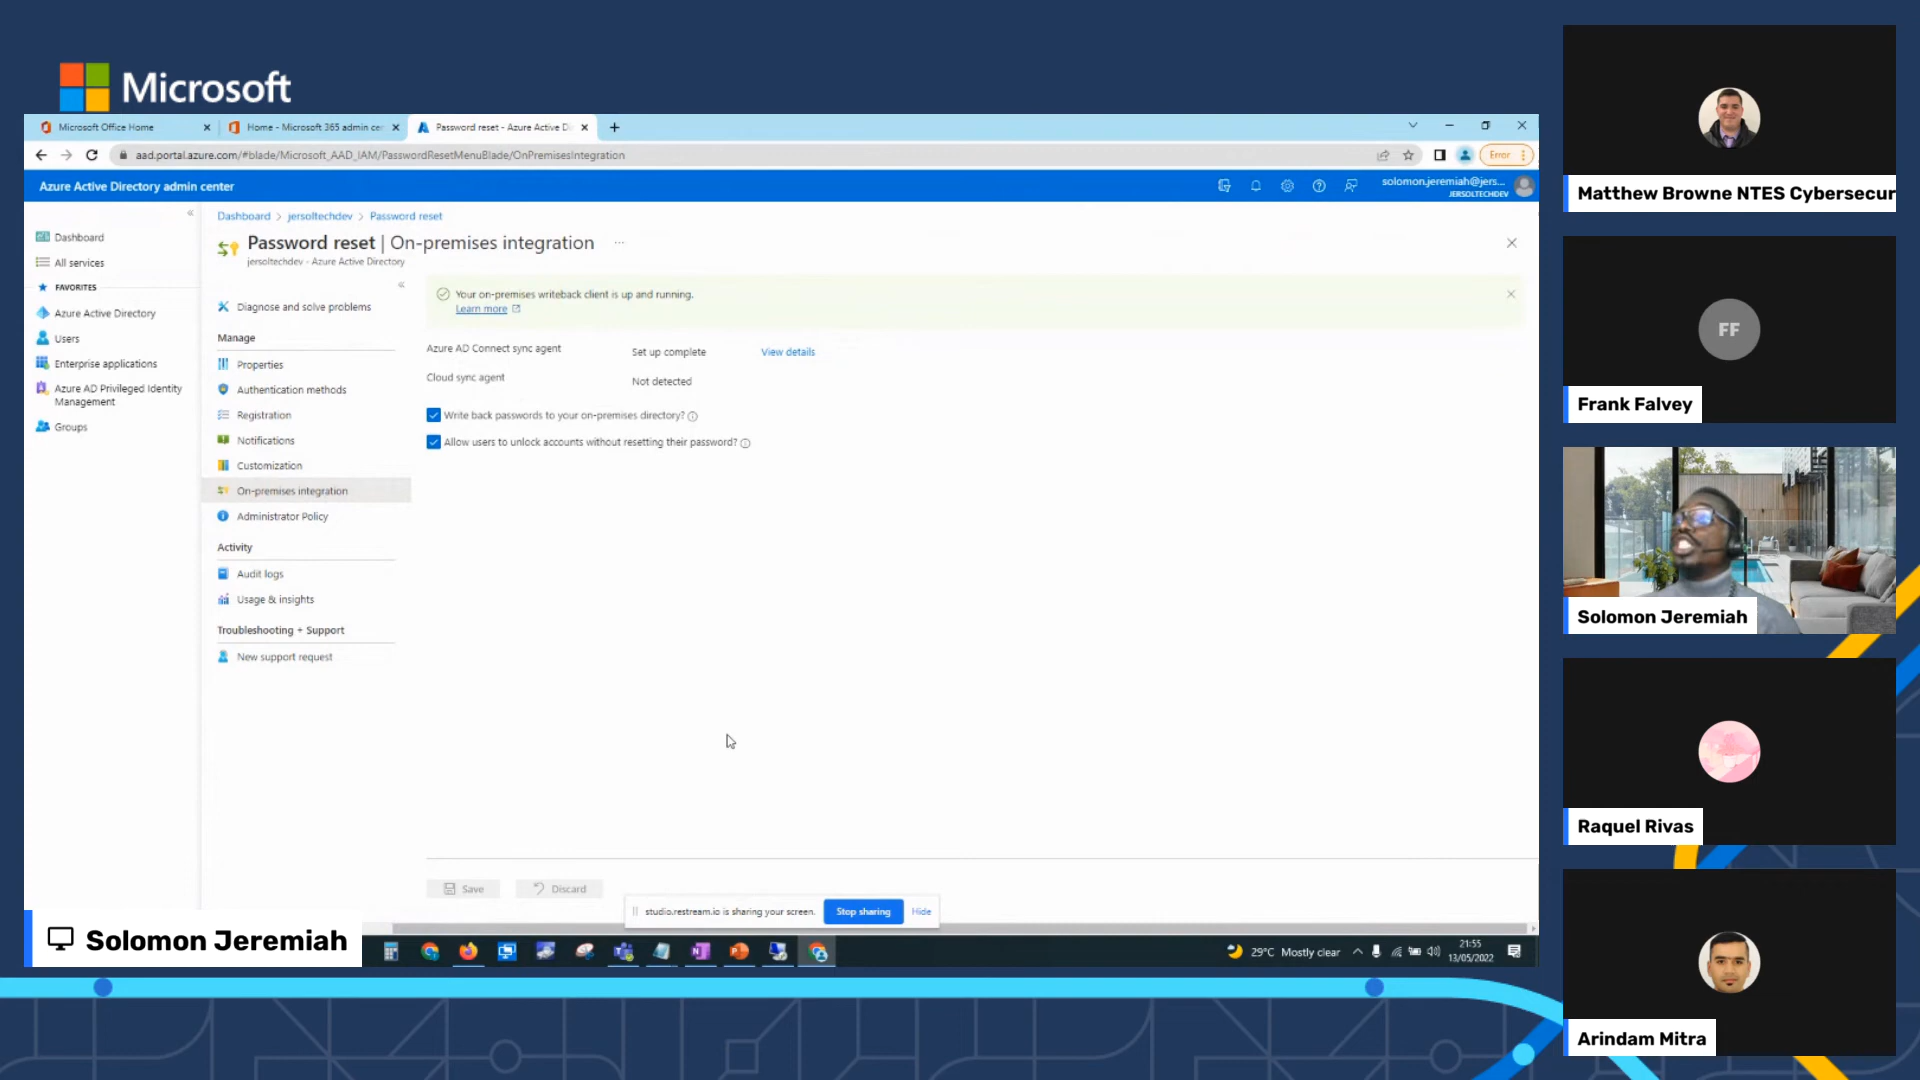 Microsoft
Microsoft Office Home
Home - Microsoft 365 admin cen
Password reset - Azure Active Di
aad.portal.azure.com/#blade/Microsoft_AAD_IAM/PasswordResetMenuBlade/OnPremisesIntegration
Error
Azure Active Directory admin center
solomon.jeremiah@jers...
JERSOLTECHDEV
Dashboard
All services
FAVORITES
Azure Active Directory
Users
Enterprise applications
Azure AD Privileged Identity
Management
Groups
Dashboard > jersoltechdev > Password reset
Password reset | On-premises integration ...
jersoltechdev - Azure Active Directory
Diagnose and solve problems
Manage
Properties
Authentication methods
Registration
Notifications
Customization
On-premises integration
Administrator Policy
Activity
Audit logs
Usage & insights
Troubleshooting + Support
New support request
Your on-premises writeback client is up and running.
Learn more
Azure AD Connect sync agent
Set up complete
View details
Cloud sync agent
Not detected
Write back passwords to your on-premises directory?
Allow users to unlock accounts without resetting their password?
Save
Discard
studio.restream.io is sharing your screen.
Stop sharing
Hide
Solomon Jeremiah
29°C Mostly clear
21:55
13/05/2022
Matthew Browne NTES Cybersecur
FF
Frank Falvey
Solomon Jeremiah
Raquel Rivas
Arindam Mitra